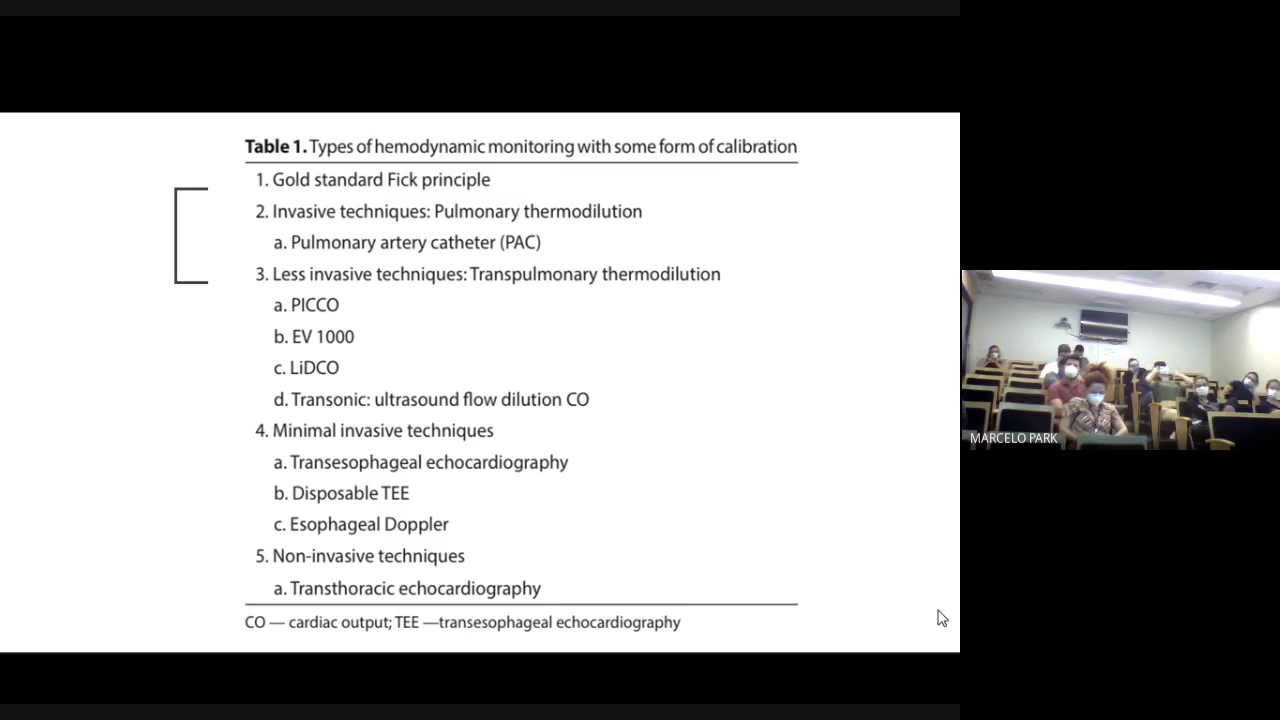 Table 1. Types of hemodynamic monitoring with some form of calibration
1. Gold standard Fick principle
2. Invasive techniques: Pulmonary thermodilution
a. Pulmonary artery catheter (PAC)
3. Less invasive techniques: Transpulmonary thermodilution
a. PICCO
b. EV 1000
c. LiDCO
d. Transonic: ultrasound flow dilution CO
4. Minimal invasive techniques
a. Transesophageal echocardiography
b. Disposable TEE
c. Esophageal Doppler
5. Non-invasive techniques
a. Transthoracic echocardiography
CO — cardiac output; TEE —transesophageal echocardiography
MARCELO PARK